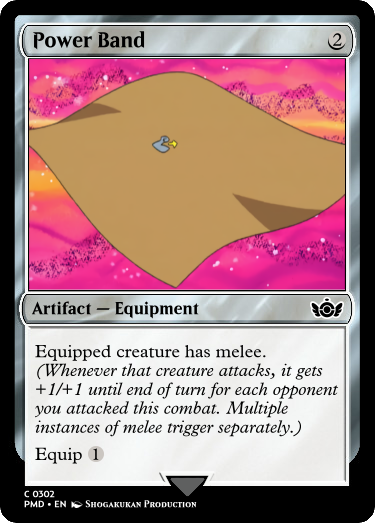 Power Band 2
Artifact — Equipment
Equipped creature has melee.
(Whenever that creature attacks, it gets
+1/+1 until end of turn for each opponent
you attacked this combat. Multiple
instances of melee trigger separately.)
Equip 1
C 0302
PMD • EN Shogakukan Production